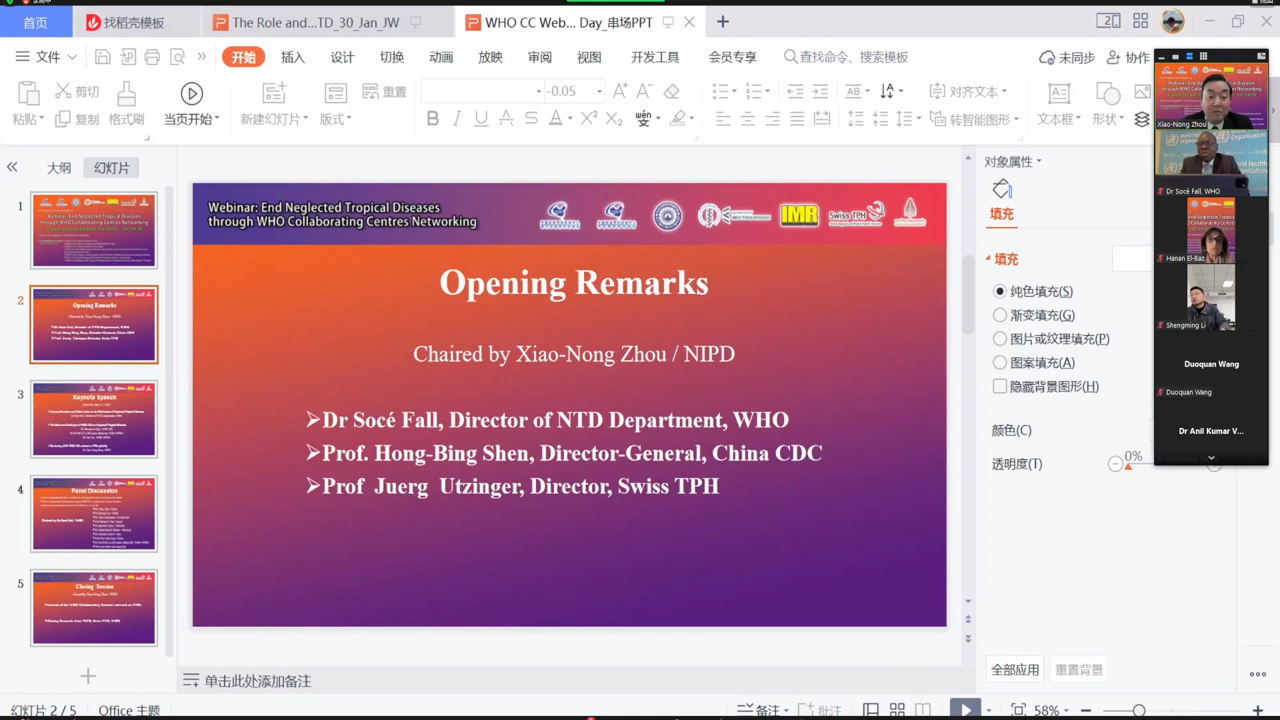 首页
找稻壳模板
The Role and...TD_30_Jan_JW
WHO CC Web... Day_串场PPT
文件
开始
插入
设计
切换
动画
放映
审阅
视图
开发工具
会员专享
查找命令、搜索模板
未同步
协作
剪切
复制
格式刷
当页开始
新建幻灯片
重置
对齐文本
转智能图形
文本框
形状
大纲
幻灯片
1
2
3
4
5
Webinar: End Neglected Tropical Diseases
through WHO Collaborating Centres Networking
IMR
Swiss TPH
Opening Remarks
Chaired by Xiao-Nong Zhou / NIPD
➢Dr Socé Fall, Director of NTD Department, WHO
➢Prof. Hong-Bing Shen, Director-General, China CDC
➢Prof Juerg Utzinger, Director, Swiss TPH
Opening Remarks
Keynote Speech
Panel Discussion
Closing Session
对象属性
填充
填充
纯色填充(S)
渐变填充(G)
图片或纹理填充(P)
图案填充(A)
隐藏背景图形(H)
颜色(C)
透明度(T)
0%
全部应用
重置背景
Xiao-Nong Zhou
Dr Socé Fall, WHO
Hanan El-Baz
Shengming Li
Duoquan Wang
Duoquan Wang
Dr Anil Kumar V...
单击此处添加备注
幻灯片 2 / 5
Office 主题
备注
批注
58%